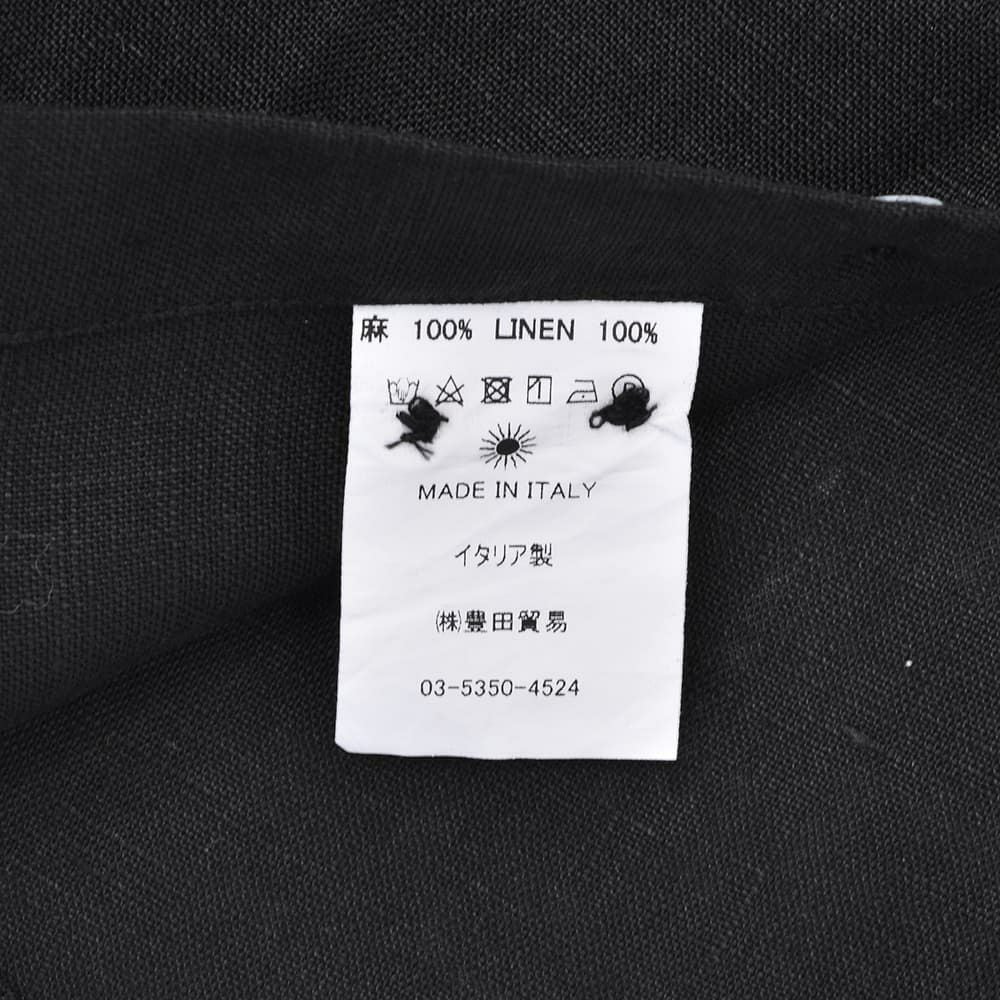 麻 100% LINEN 100%
MADE IN ITALY
イタリア製
㈱豊田貿易
03-5350-4524